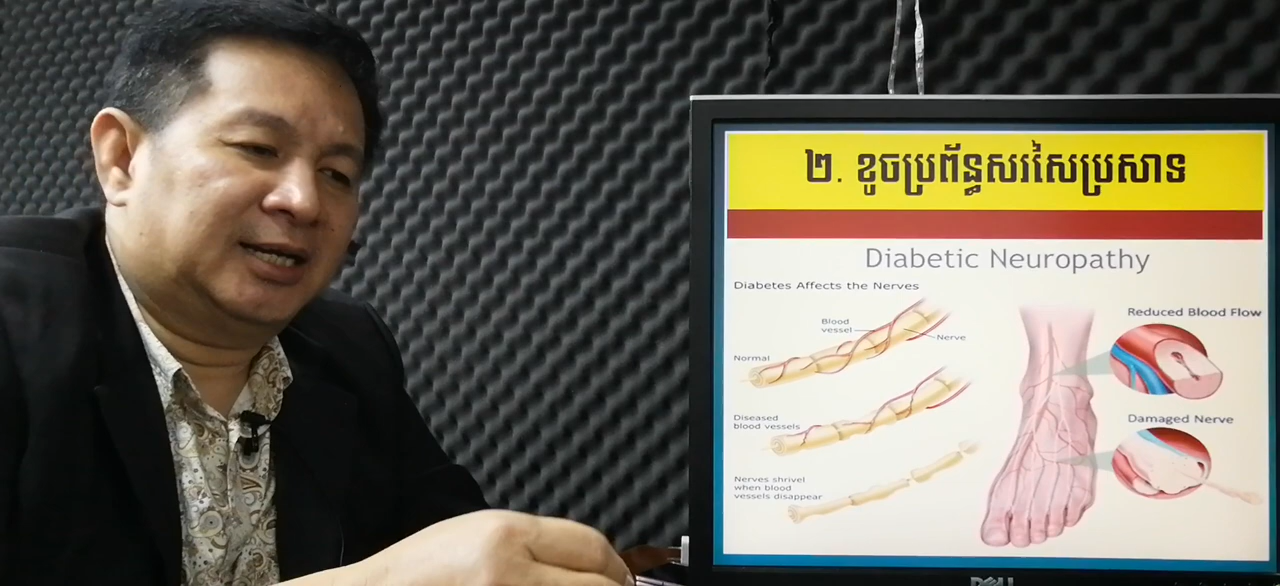 ២. ខូចប្រព័ន្ធសរសៃប្រសាទ
Diabetic Neuropathy
Diabetes Affects the Nerves
Blood
vessel
Nerve
Normal
Diseased
blood vessels
Nerves shrivel
when blood
vessels disappear
Reduced Blood Flow
Damaged Nerve